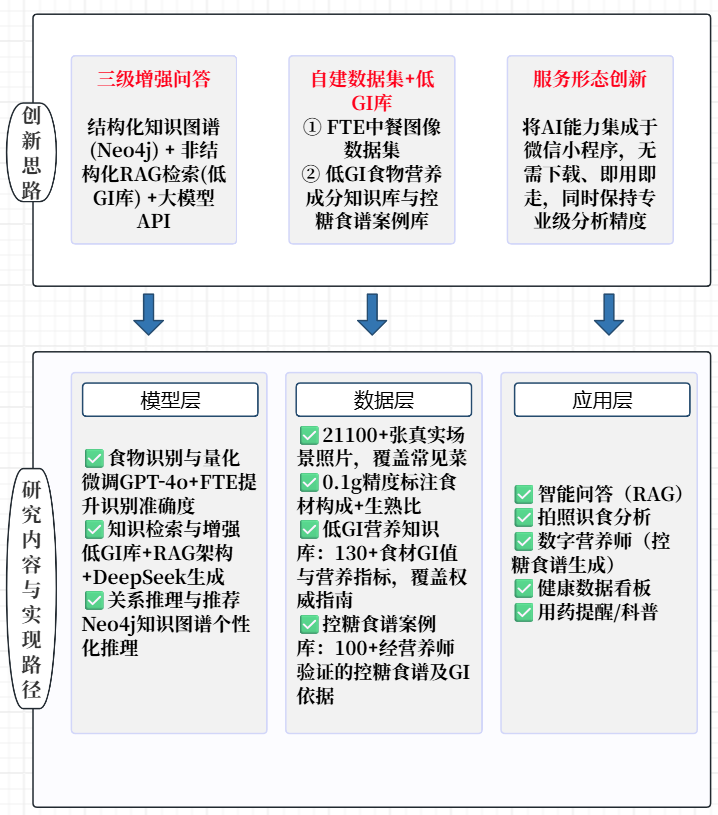 创
新
思
路
三级增强问答
结构化知识图谱
(Neo4j) + 非结
构化RAG检索(低
GI库) +大模型
API
自建数据集+低
GI库
① FTE中餐图像
数据集
② 低GI食物营养
成分知识库与控
糖食谱案例库
服务形态创新
将AI能力集成于
微信小程序，无
需下载、即用即
走，同时保持专
业级分析精度
研
究
内
容
与
实
现
路
径
模型层
✅ 食物识别与量化
微调GPT-4o+FTE提
升识别准确度
✅ 知识检索与增强
低GI库+RAG架构
+DeepSeek生成
✅ 关系推理与推荐
Neo4j知识图谱个性
化推理
数据层
✅ 21100+张真实场
景照片，覆盖常见菜
✅ 0.1g精度标注食
材构成+生熟比
✅ 低GI营养知识
库：130+食材GI值
与营养指标，覆盖权
威指南
✅ 控糖食谱案例
库：100+经营养师
验证的控糖食谱及GI
依据
应用层
✅ 智能问答（RAG）
✅ 拍照识食分析
✅ 数字营养师（控
糖食谱生成）
✅ 健康数据看板
✅ 用药提醒/科普